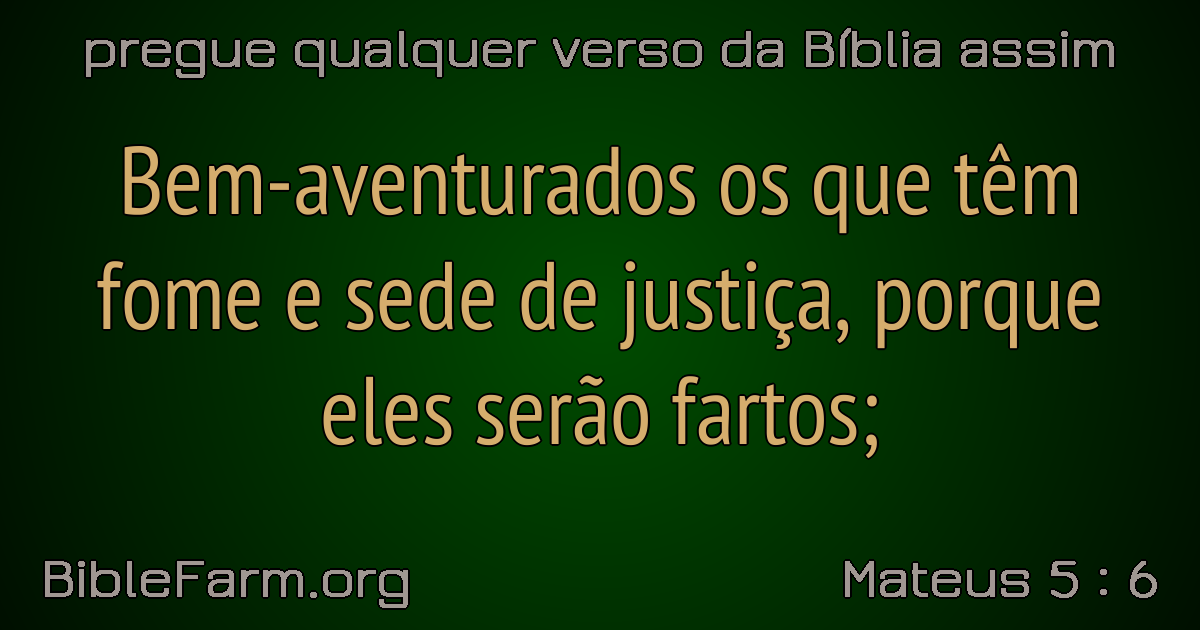 pregue qualquer verso da Bíblia assim
Bem-aventurados os que têm
fome e sede de justiça, porque
eles serão fartos;
BibleFarm.org
Mateus 5 : 6